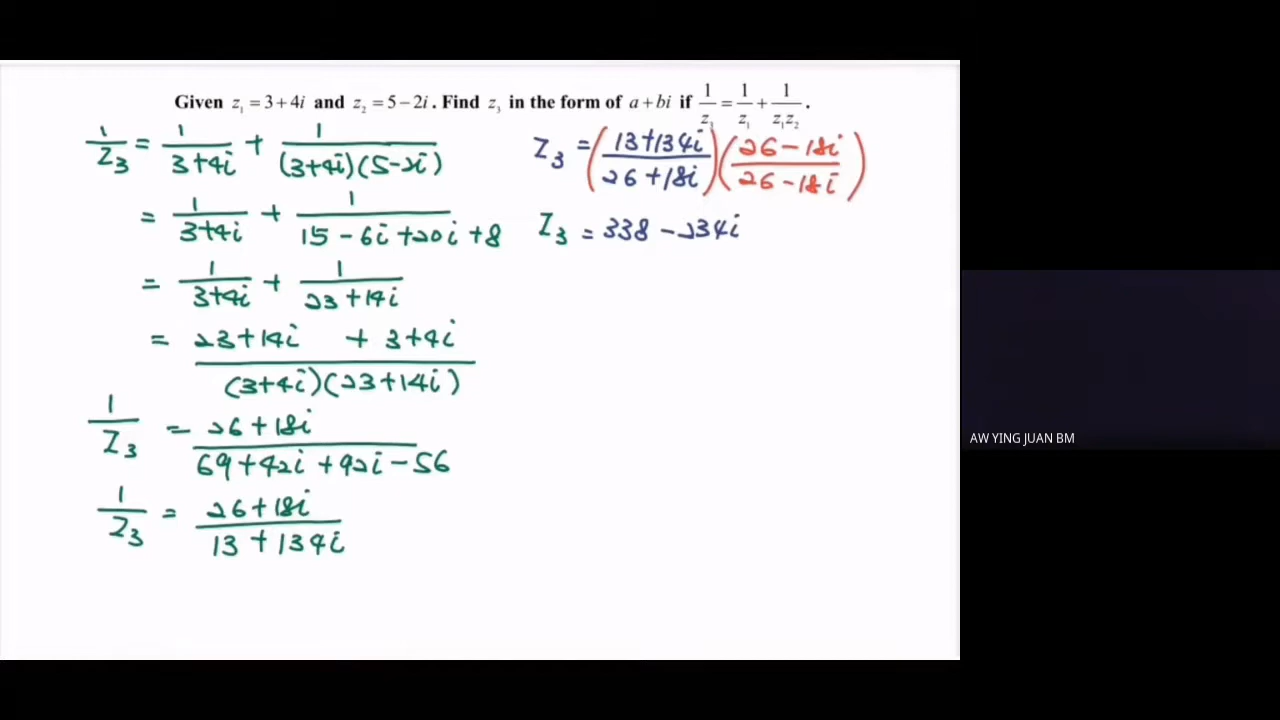 Given z₁ = 3 + 4i and z₂ = 5 − 2i. Find z₃ in the form of a + bi if 1/z₃ = 1/z₁ + 1/z₁z₂.
1/Z₃ = 1/(3+4i) + 1/((3+4i)(5-2i))
= 1/(3+4i) + 1/(15 - 6i + 20i + 8)
= 1/(3+4i) + 1/(23+14i)
= (23+14i + 3+4i)/((3+4i)(23+14i))
1/Z₃ = (26+18i)/(69+42i+92i-56)
1/Z₃ = (26+18i)/(13+134i)
Z₃ = ((13+134i)/(26+18i)) ((26-18i)/(26-18i))
Z₃ = 338 - 234i
AW YING JUAN BM